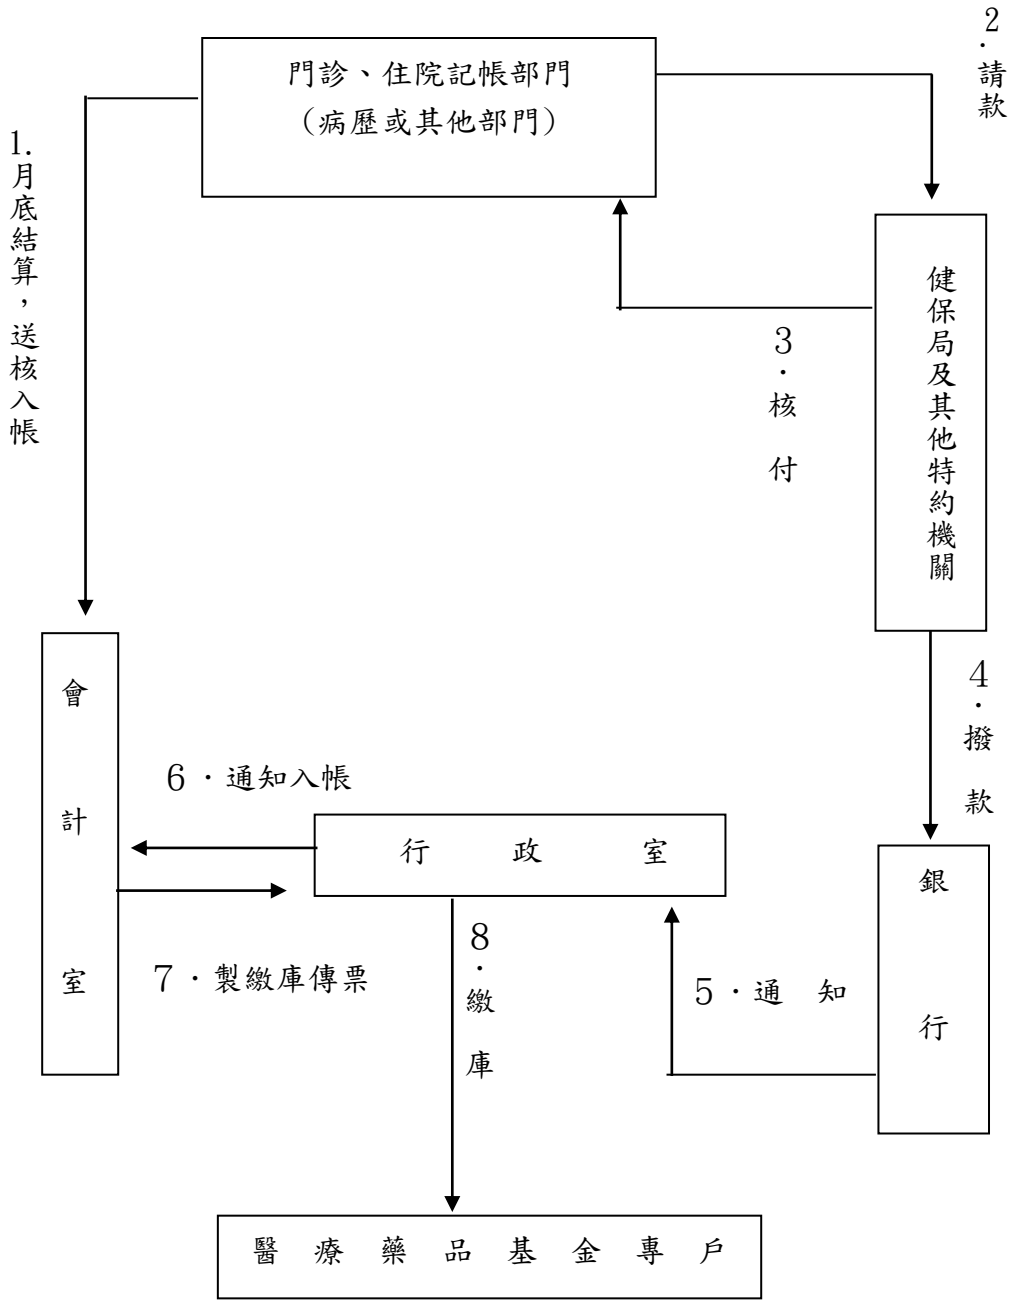 門診、住院記帳部門
（病歷或其他部門）
1.月底結算，送核入帳
2．請款
健保局及其他特約機關
3．核付
4．撥款
會計室
6．通知入帳
行政室
銀行
7．製繳庫傳票
8．繳庫
5．通 知
醫療藥品基金專戶